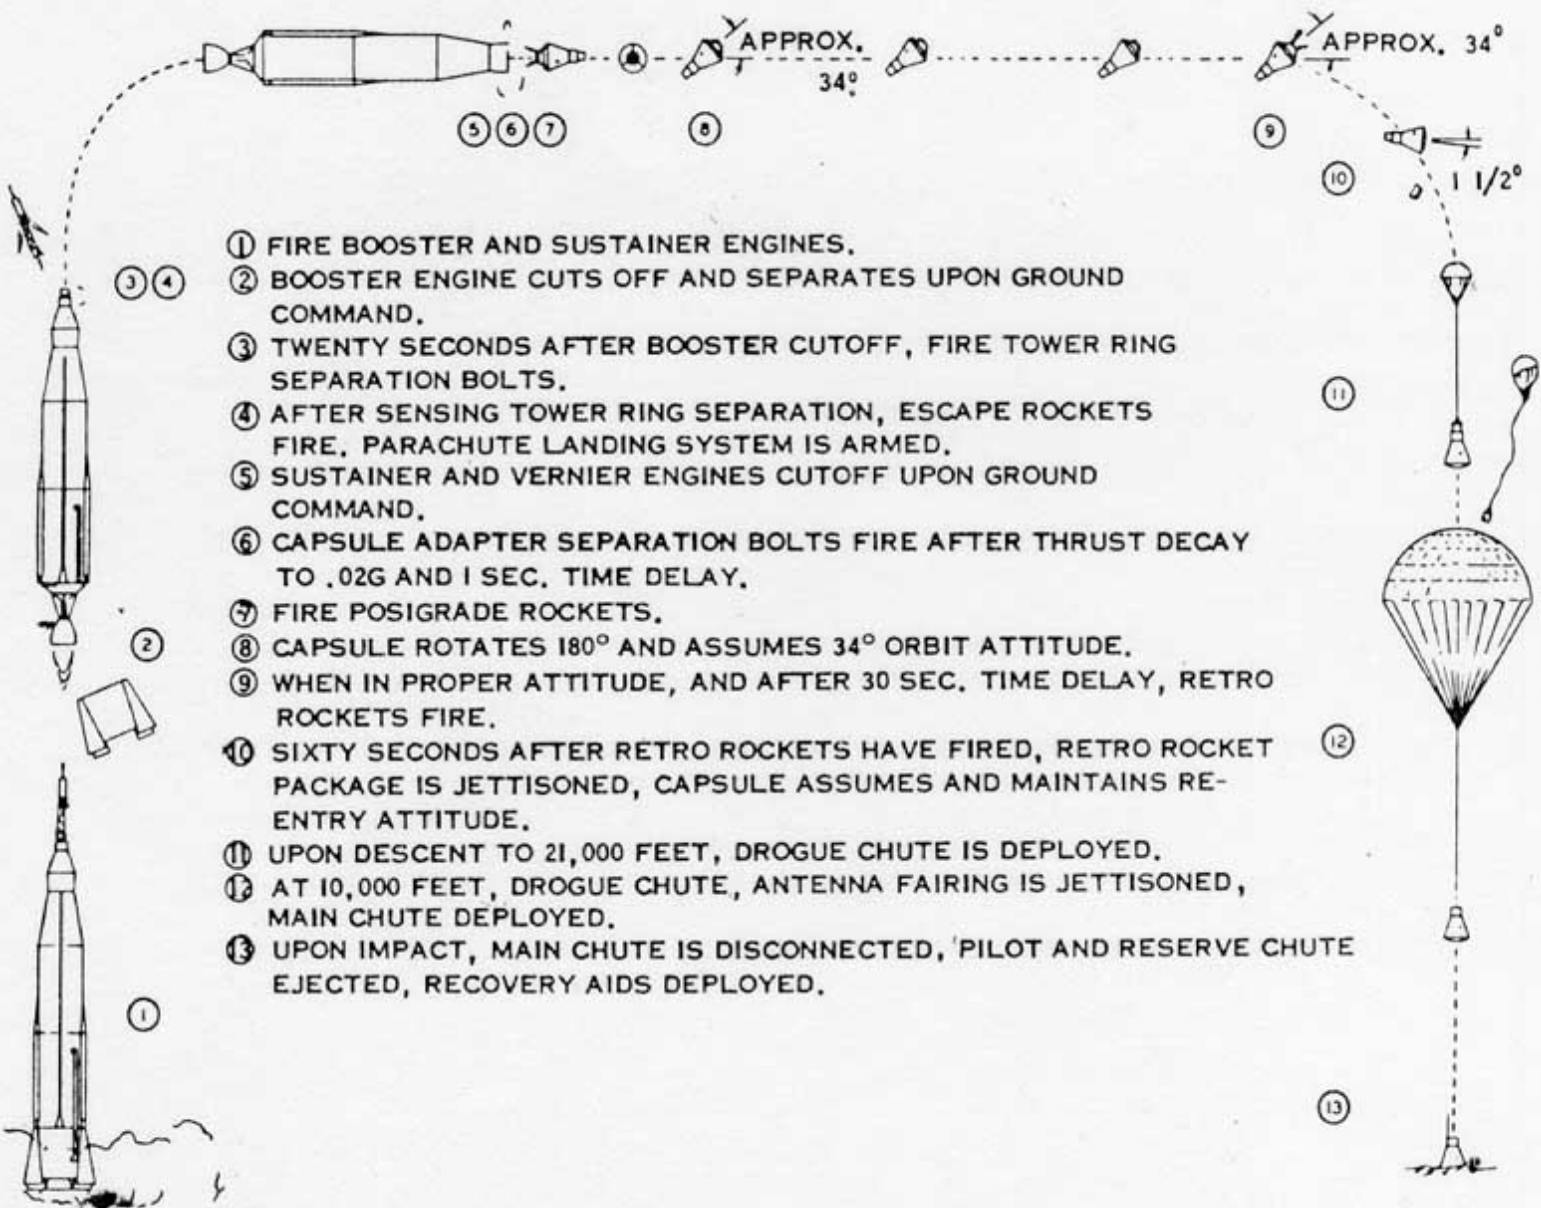 APPROX.
34°
APPROX. 34°
⑤ ⑥ ⑦
⑧
⑨
⑩
1 1/2°
③ ④
① FIRE BOOSTER AND SUSTAINER ENGINES.
② BOOSTER ENGINE CUTS OFF AND SEPARATES UPON GROUND
COMMAND.
③ TWENTY SECONDS AFTER BOOSTER CUTOFF, FIRE TOWER RING
SEPARATION BOLTS.
④ AFTER SENSING TOWER RING SEPARATION, ESCAPE ROCKETS
FIRE. PARACHUTE LANDING SYSTEM IS ARMED.
⑤ SUSTAINER AND VERNIER ENGINES CUTOFF UPON GROUND
COMMAND.
⑥ CAPSULE ADAPTER SEPARATION BOLTS FIRE AFTER THRUST DECAY
TO .02G AND 1 SEC. TIME DELAY.
⑦ FIRE POSIGRADE ROCKETS.
⑧ CAPSULE ROTATES 180° AND ASSUMES 34° ORBIT ATTITUDE.
⑨ WHEN IN PROPER ATTITUDE, AND AFTER 30 SEC. TIME DELAY, RETRO
ROCKETS FIRE.
⑩ SIXTY SECONDS AFTER RETRO ROCKETS HAVE FIRED, RETRO ROCKET
PACKAGE IS JETTISONED, CAPSULE ASSUMES AND MAINTAINS RE-
ENTRY ATTITUDE.
⑪ UPON DESCENT TO 21,000 FEET, DROGUE CHUTE IS DEPLOYED.
⑫ AT 10,000 FEET, DROGUE CHUTE, ANTENNA FAIRING IS JETTISONED,
MAIN CHUTE DEPLOYED.
⑬ UPON IMPACT, MAIN CHUTE IS DISCONNECTED, PILOT AND RESERVE CHUTE
EJECTED, RECOVERY AIDS DEPLOYED.
②
①
⑪
⑫
⑬